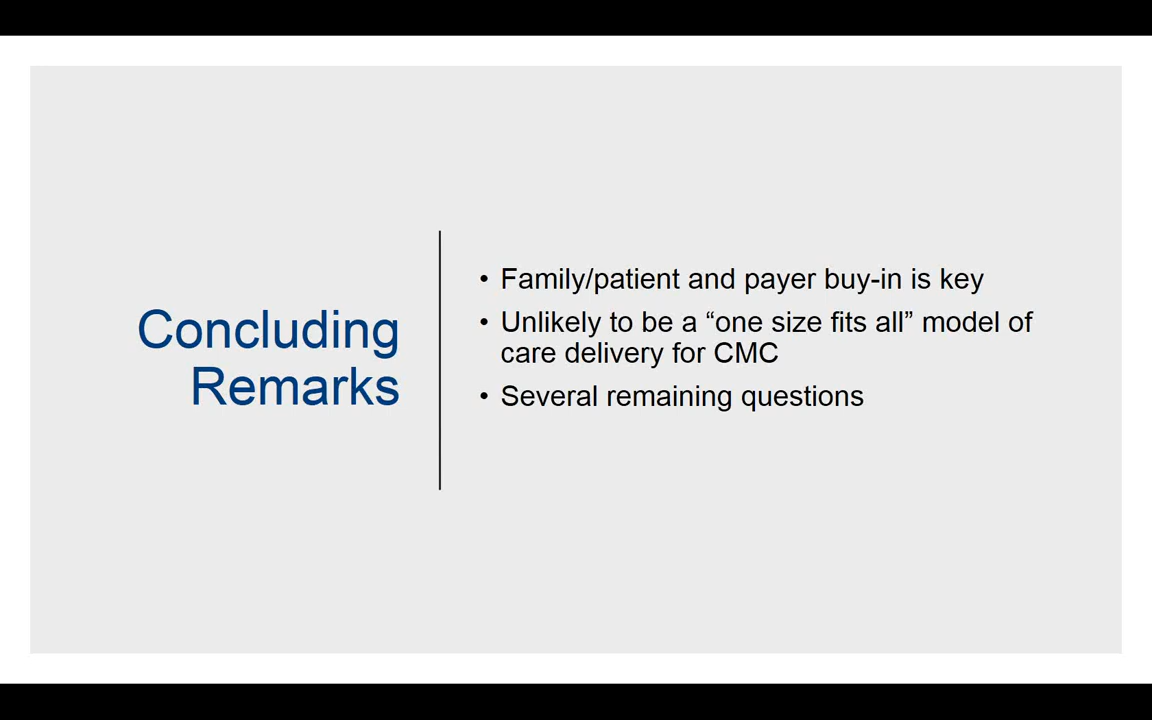 Concluding
Remarks
• Family/patient and payer buy-in is key
• Unlikely to be a “one size fits all” model of
care delivery for CMC
• Several remaining questions